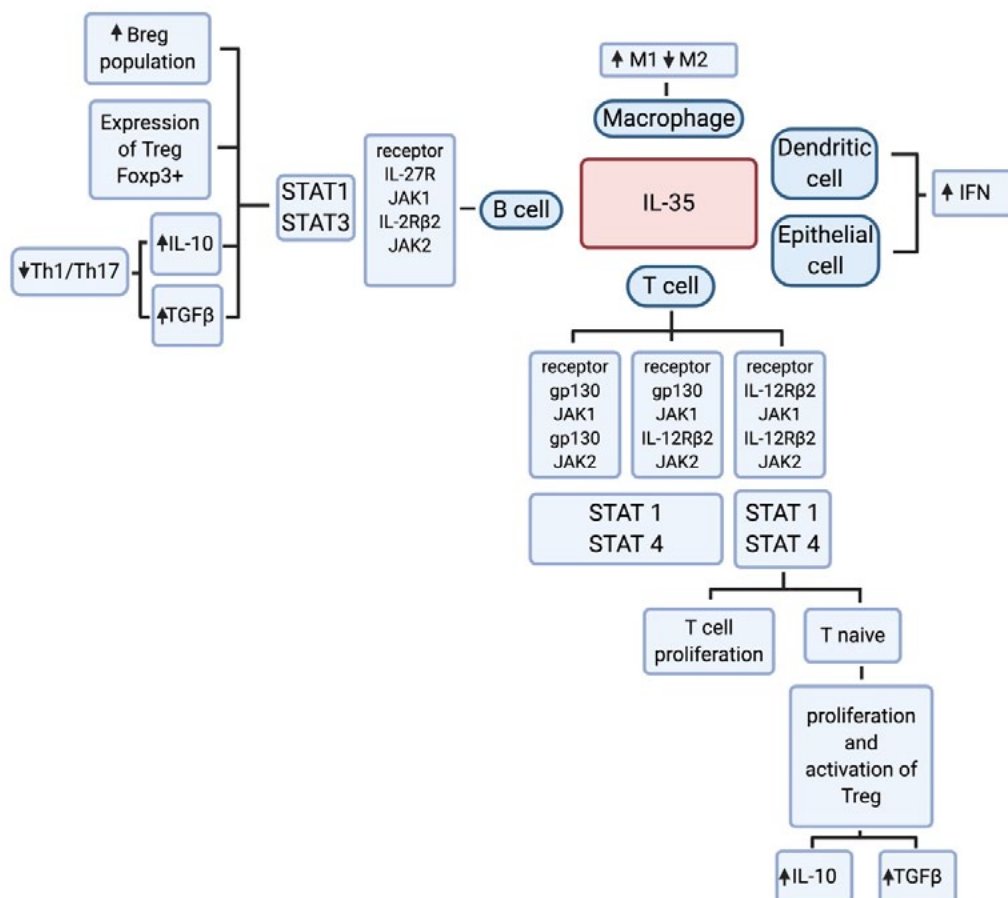 ↑ Breg
population
Expression
of Treg
Foxp3+
↑IL-10
↓Th1/Th17
↑TGFβ
STAT1
STAT3
receptor
IL-27R
JAK1
IL-2Rβ2
JAK2
B cell
↑ M1 ↓ M2
Macrophage
IL-35
Dendritic
cell
Epithelial
cell
↑ IFN
T cell
receptor
gp130
JAK1
gp130
JAK2
receptor
gp130
JAK1
IL-12Rβ2
JAK2
receptor
IL-12Rβ2
JAK1
IL-12Rβ2
JAK2
STAT 1
STAT 4
STAT 1
STAT 4
T cell
proliferation
T naive
proliferation
and
activation of
Treg
↑IL-10
↑TGFβ